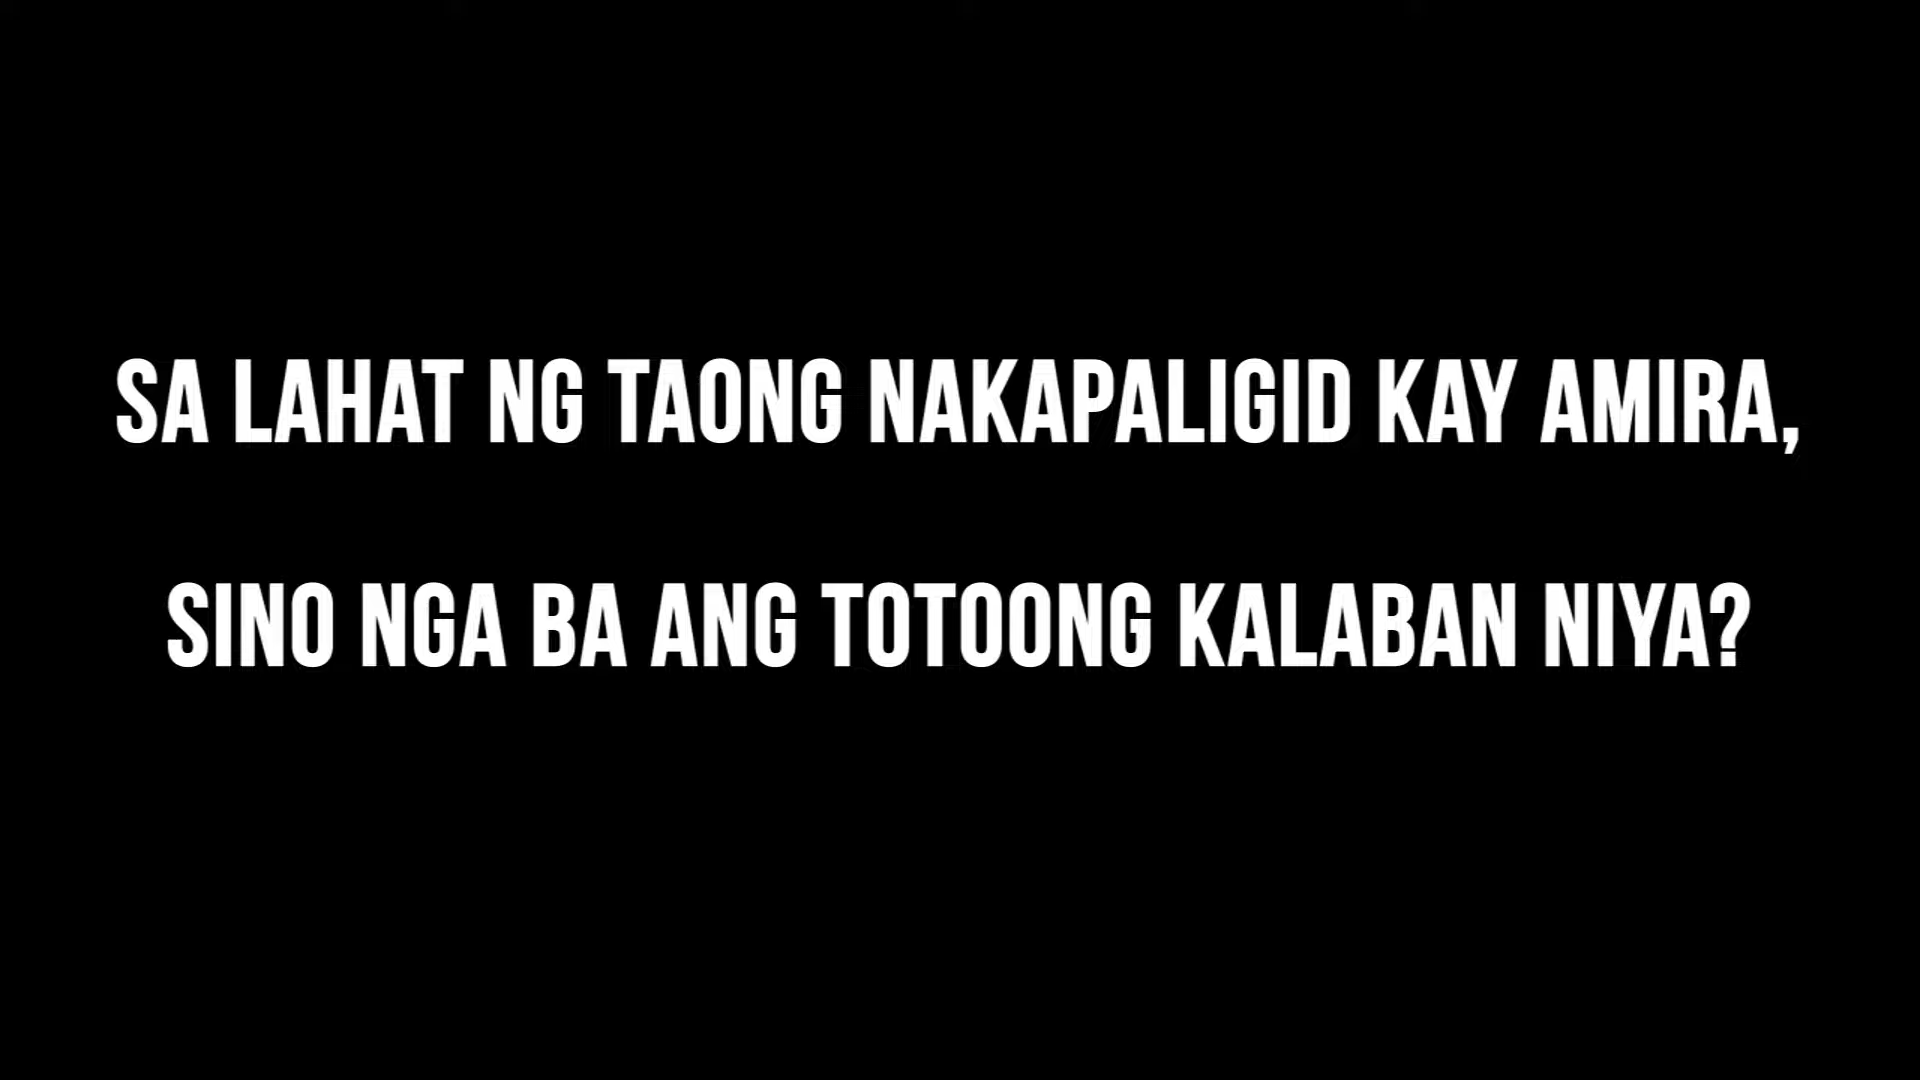 SA LAHAT NG TAONG NAKAPALIGID KAY AMIRA,
SINO NGA BA ANG TOTOONG KALABAN NIYA?